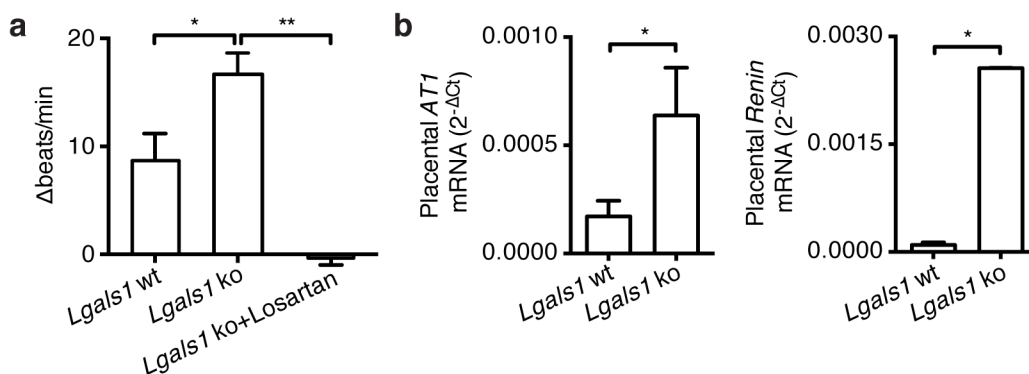 a
Δbeats/min
20
10
0
*
**
Lgals1 wt
Lgals1 ko
Lgals1 ko+Losartan
b
Placental AT1
mRNA (2-ΔCt)
0.0010
0.0005
0.0000
*
Lgals1 wt
Lgals1 ko
Placental Renin
mRNA (2-ΔCt)
0.0030
0.0015
0.0000
*
Lgals1 wt
Lgals1 ko